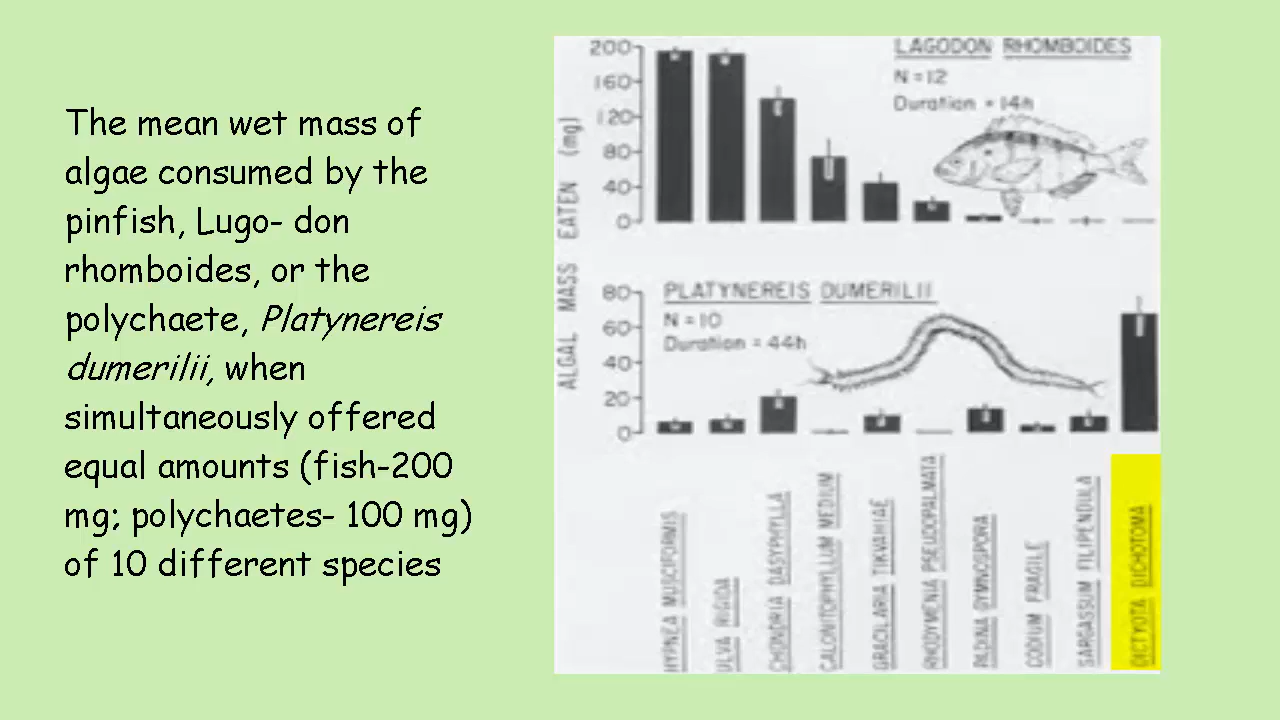 The mean wet mass of
algae consumed by the
pinfish, Lugo- don
rhomboides, or the
polychaete, Platynereis
dumerilii, when
simultaneously offered
equal amounts (fish-200
mg; polychaetes- 100 mg)
of 10 different species
LAGODON RHOMBOIDES
N = 12
Duration = 14h
200
160
120
80
40
0
ALGAL MASS EATEN (mg)
PLATYNEREIS DUMERILII
N = 10
Duration = 44h
80
60
40
20
0
HYPNEA MUSCIFORMIS
ULVA RIGIDA
CHONDRIA DASYPHYLLA
CALONITOPHYLLUM MEDIUM
GRACILARIA TIKVAHIAE
RHODYMENIA PSEUDOPALMATA
PADINA GYMNOSPORA
CODIUM FRAGILE
SARGASSUM FILIPENDULA
DICTYOTA DICHOTOMA